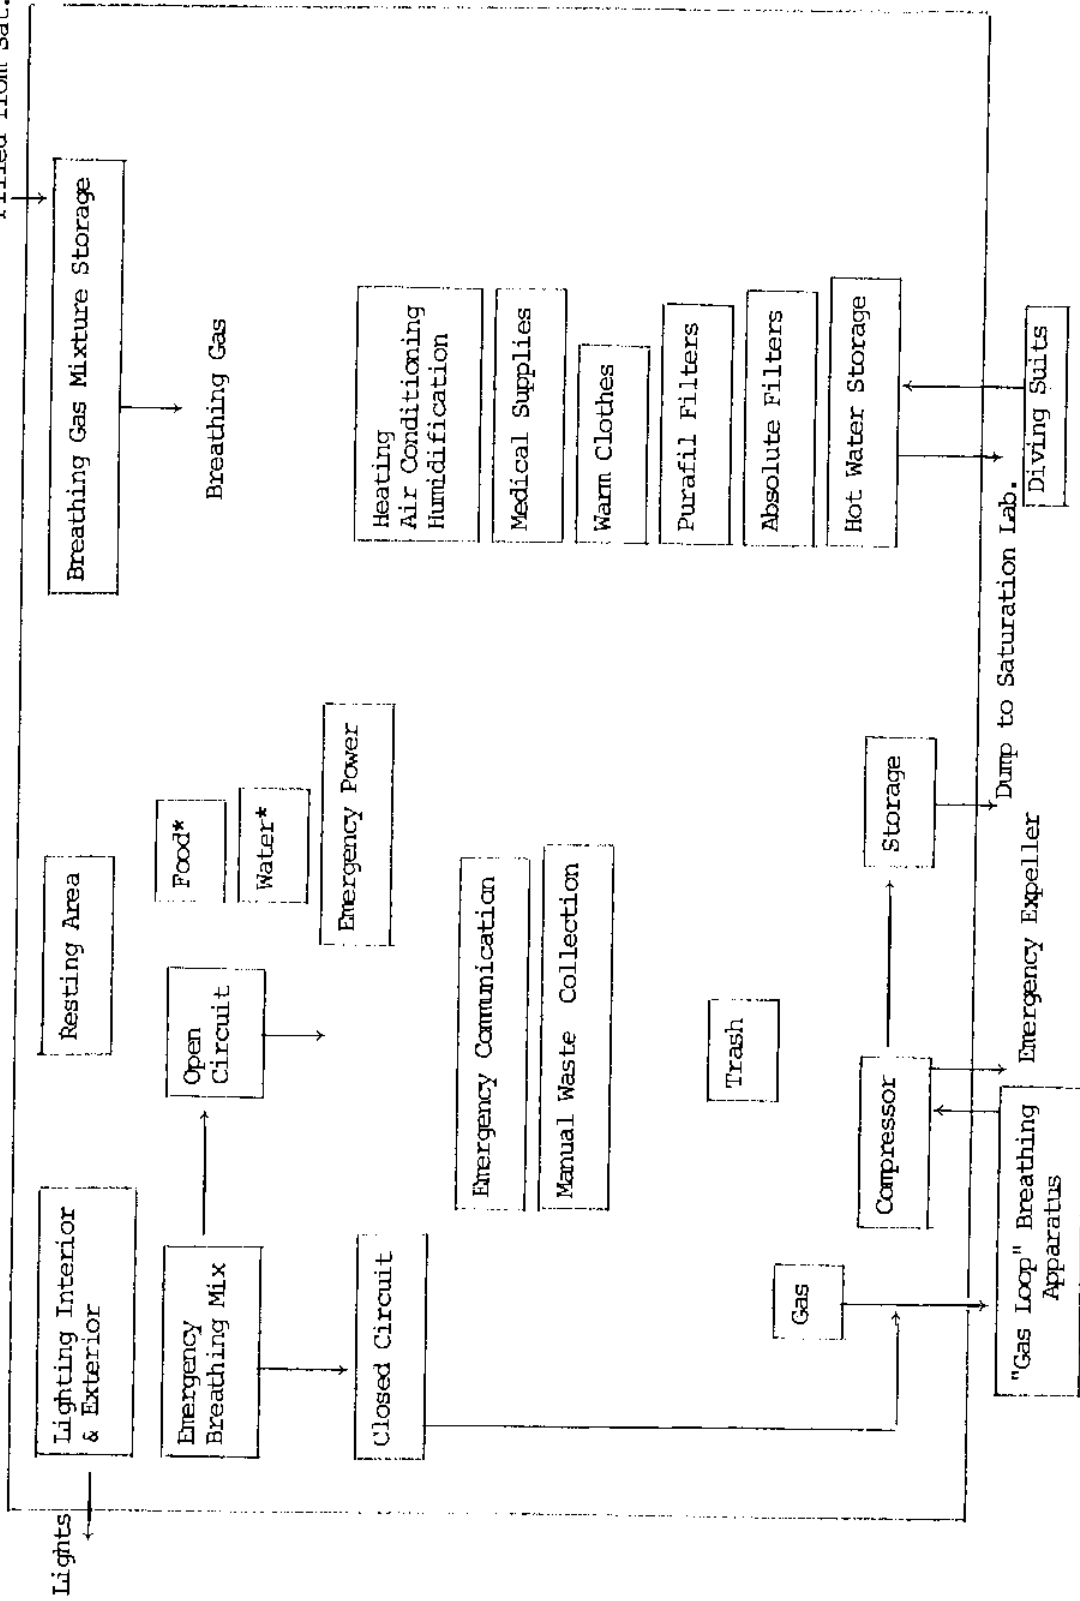 Filled from Sat.
Breathing Gas Mixture Storage
Breathing Gas
Lights
Lighting Interior
& Exterior
Resting Area
Emergency
Breathing Mix
Open
Circuit
Food*
Water*
Emergency Power
Closed Circuit
Emergency Communication
Manual Waste Collection
Heating
Air Conditioning
Humidification
Medical Supplies
Warm Clothes
Purafil Filters
Absolute Filters
Hot Water Storage
Trash
Gas
Compressor
Storage
"Gas Loop" Breathing
Apparatus
Emergency Expeller
Dump to Saturation Lab.
Diving Suits